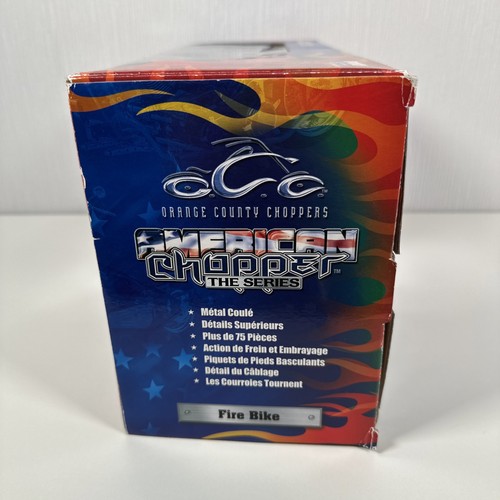 O.C.C.
ORANGE COUNTY CHOPPERS
AMERICAN
Chopper™
THE SERIES
★ Métal Coulé
★ Détails Supérieurs
★ Plus de 75 Pièces
★ Action de Frein et Embrayage
★ Piquets de Pieds Basculants
★ Détail du Câblage
★ Les Courroies Tournent
Fire Bike